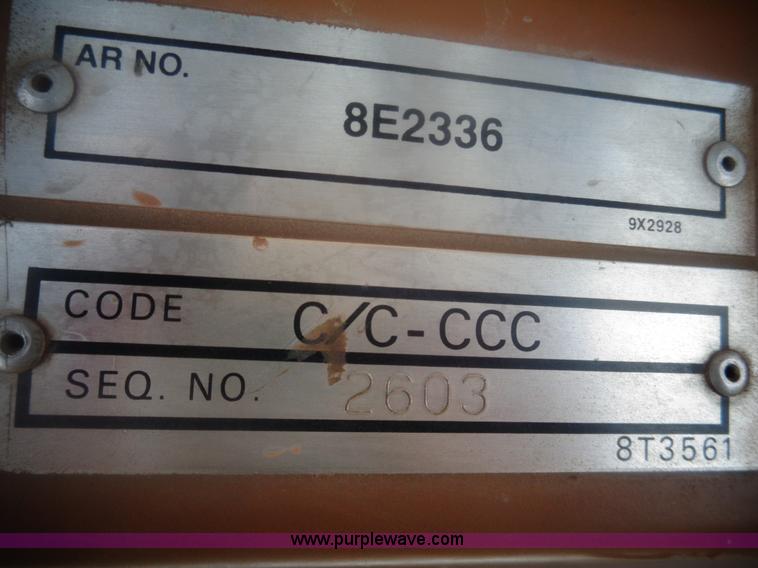 AR NO.
8E2336
9X2928
CODE C/C-CCC
SEQ. NO. 2603
8T3561
www.purplewave.com